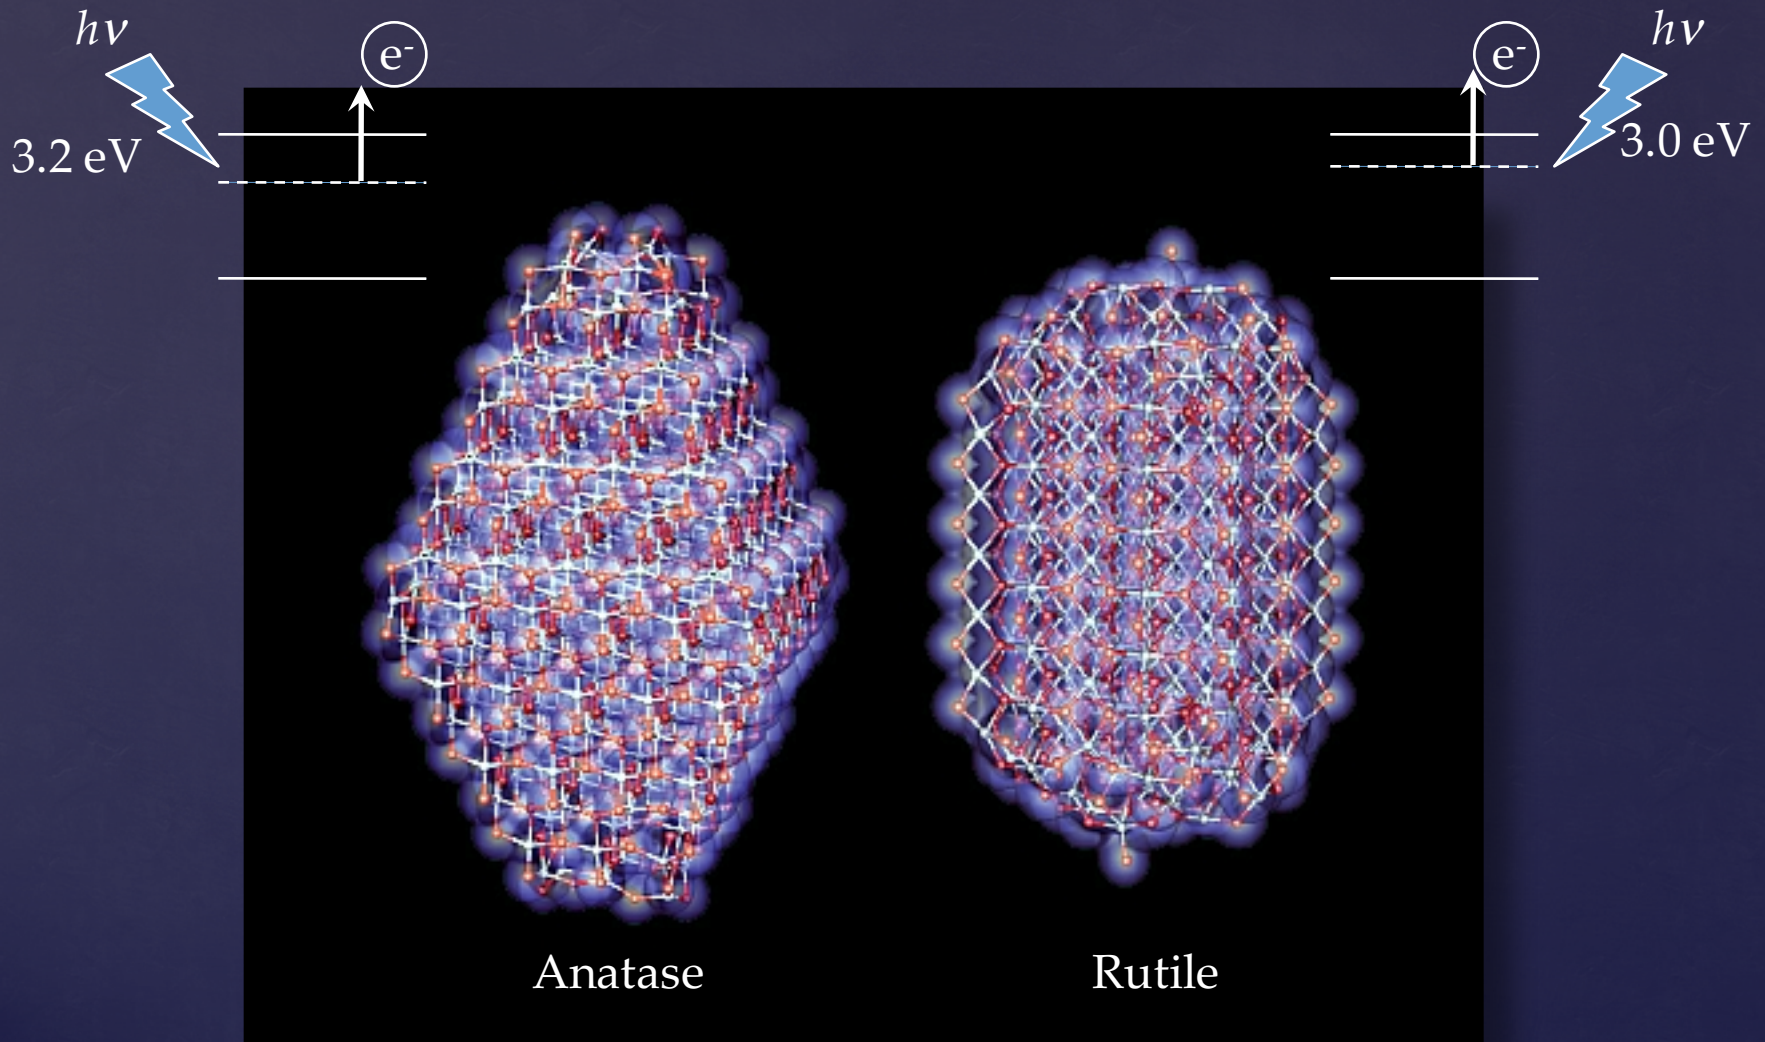 hν
e-
3.2 eV
e-
hν
3.0 eV
Anatase
Rutile